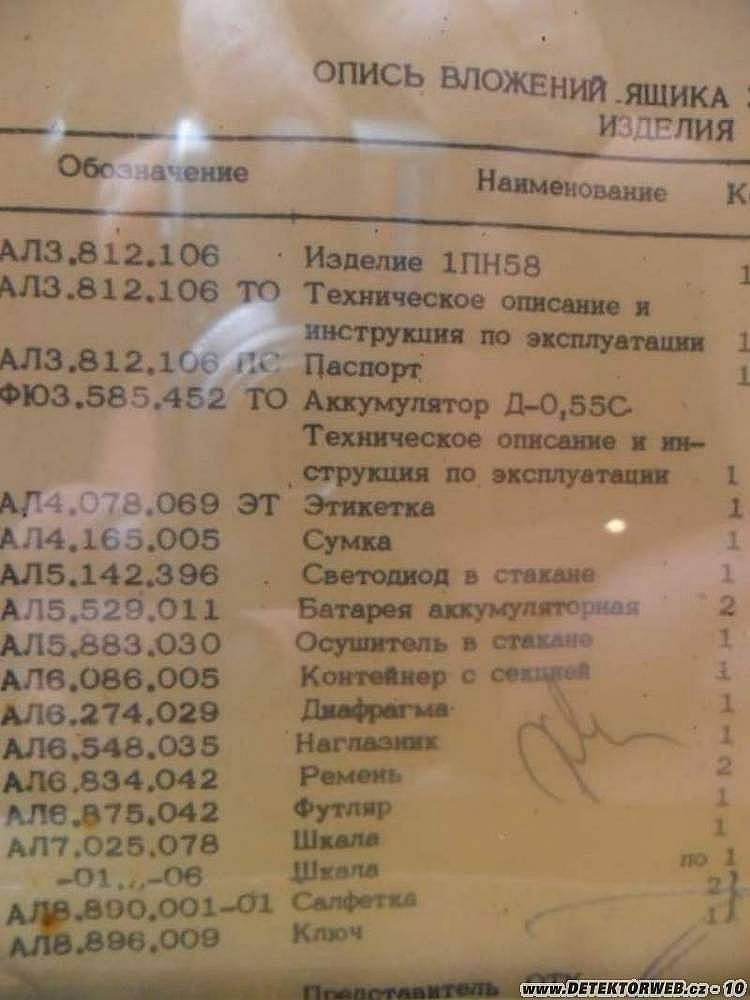 ОПИСЬ ВЛОЖЕНИЙ ЯЩИКА
ИЗДЕЛИЯ
Обозначение Наименование
АЛ3.812.106 Изделие 1ПН58 1
АЛ3.812.106 ТО Техническое описание и
инструкция по эксплуатации 1
АЛ3.812.106 ПС Паспорт 1
ФЮ3.585.452 ТО Аккумулятор Д-0,55С
Техническое описание и ин-
струкция по эксплуатации 1
АЛ4.078.069 ЭТ Этикетка 1
АЛ4.165.005 Сумка 1
АЛ5.142.396 Светодиод в стакане 1
АЛ5.529.011 Батарея аккумуляторная 2
АЛ5.883.030 Осушитель в стакане 1
АЛ6.086.005 Контейнер с секцией 1
АЛ6.274.029 Диафрагма 1
АЛ6.548.035 Наглазник 1
АЛ6.834.042 Ремень 2
АЛ6.875.042 Футляр 1
АЛ7.025.078 Шкала 1
-01...-06 Шкала по 1
АЛ8.890.001-01 Салфетка 2
АЛ8.896.009 Ключ 1
Представитель ОТК
www.DETEKTORWEB.cz - 10